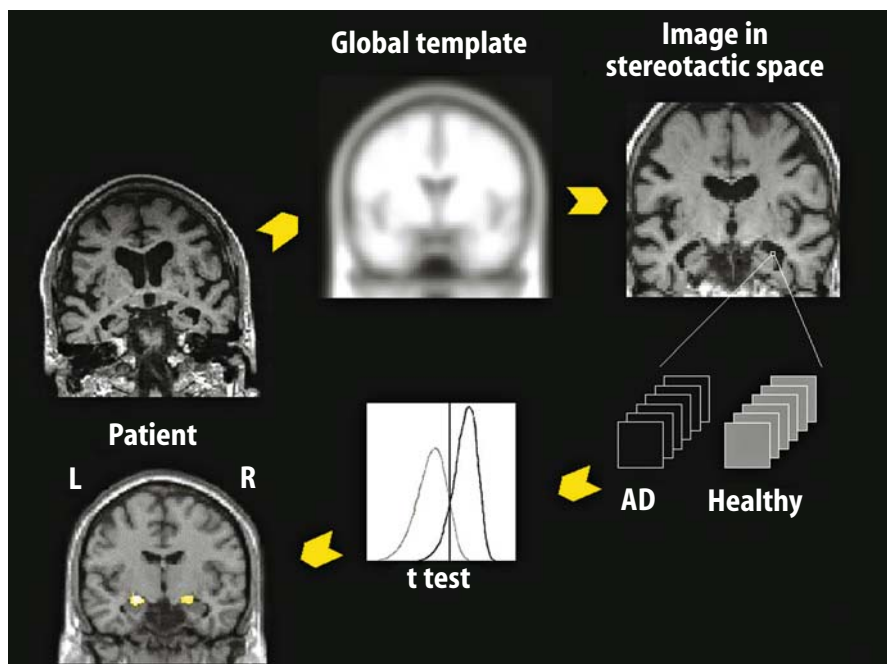 Global template
Image in
stereotactic space
Patient
L
R
AD
Healthy
t test